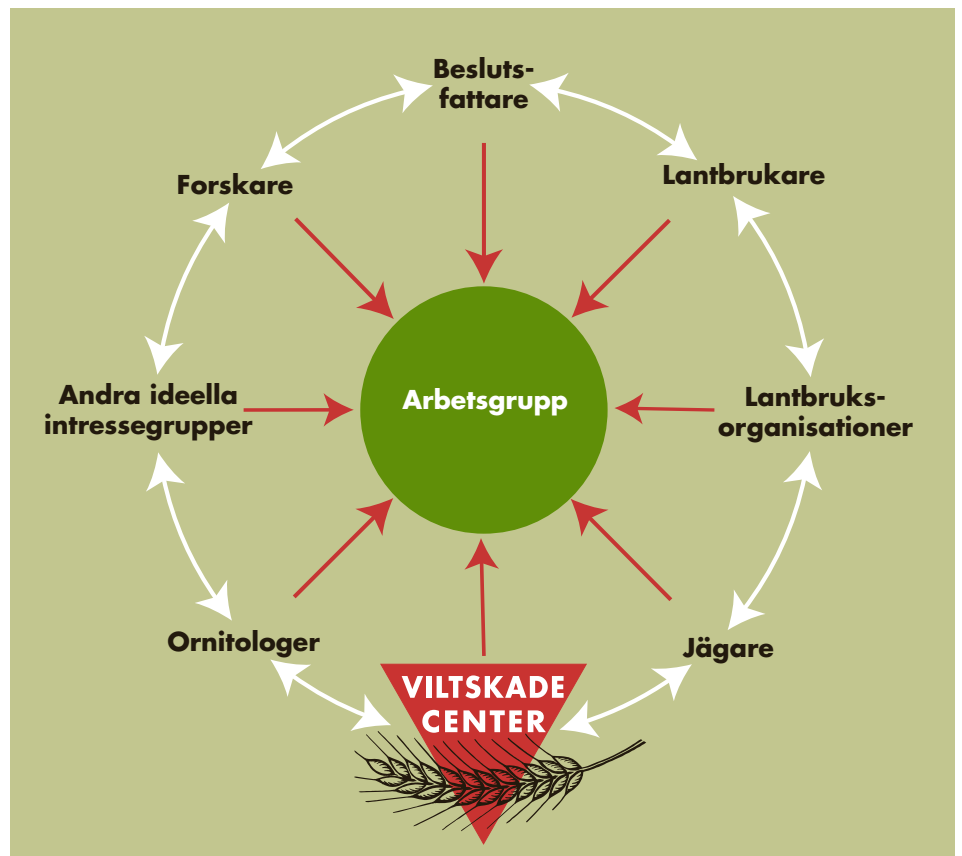 Besluts-
fattare
Forskare
Lantbrukare
Andra ideella
intressegrupper
Arbetsgrupp
Lantbruks-
organisationer
Ornitologer
Jägare
VILTSKADE
CENTER